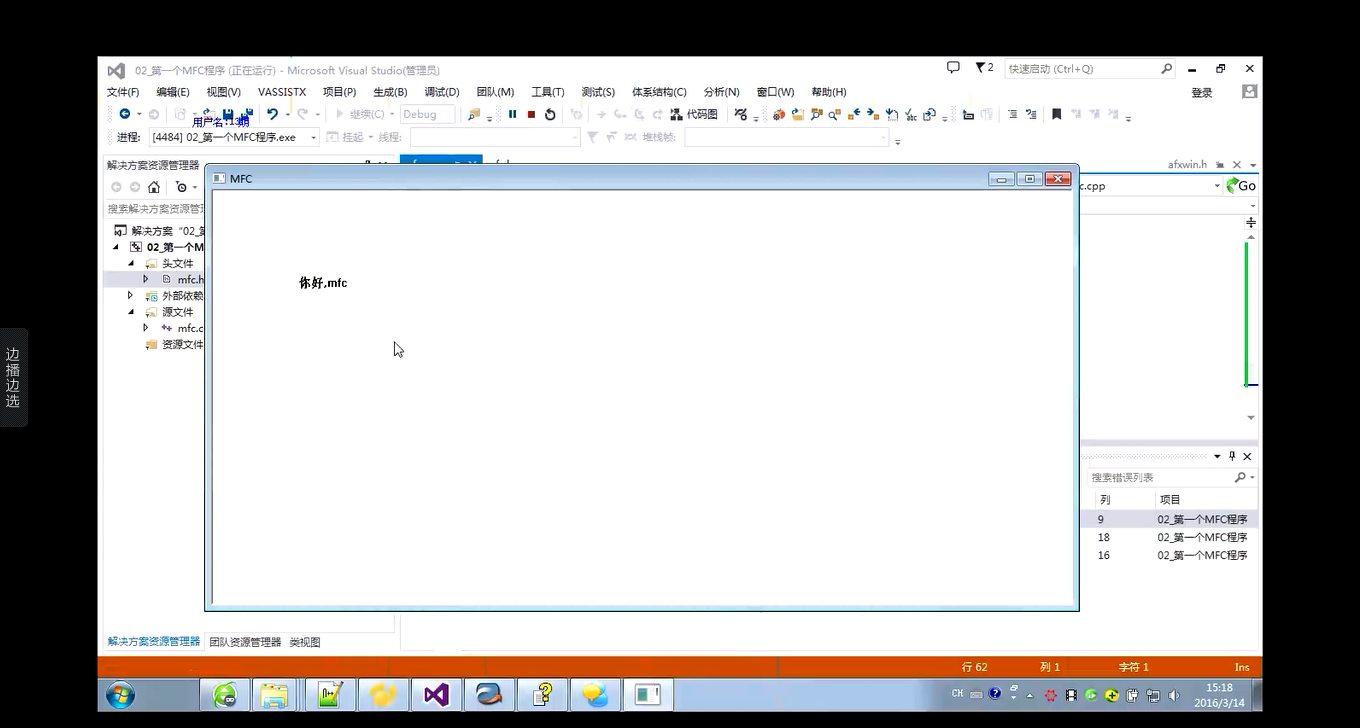 02_第一个MFC程序 (正在运行) - Microsoft Visual Studio(管理员)
2
快速启动 (Ctrl+Q)
文件(F) 编辑(E) 视图(V) VASSISTX 项目(P) 生成(B) 调试(D) 团队(M) 工具(T) 测试(S) 体系结构(C) 分析(N) 窗口(W) 帮助(H)
登录
继续(C) Debug 代码图
用户名:13期
进程: [4484] 02_第一个MFC程序.exe 挂起 线程: 堆栈帧:
解决方案资源管理器
afxwin.h
MFC
c.cpp
Go
搜索解决方案资源管
解决方案 "02_第
02_第一个M
头文件
mfc.h
你好,mfc
外部依赖
源文件
mfc.c
资源文件
边播边选
搜索错误列表
列 项目
9 02_第一个MFC程序
18 02_第一个MFC程序
16 02_第一个MFC程序
解决方案资源管理器 团队资源管理器 类视图
行 62 列 1 字符 1 Ins
CH
15:18
2016/3/14